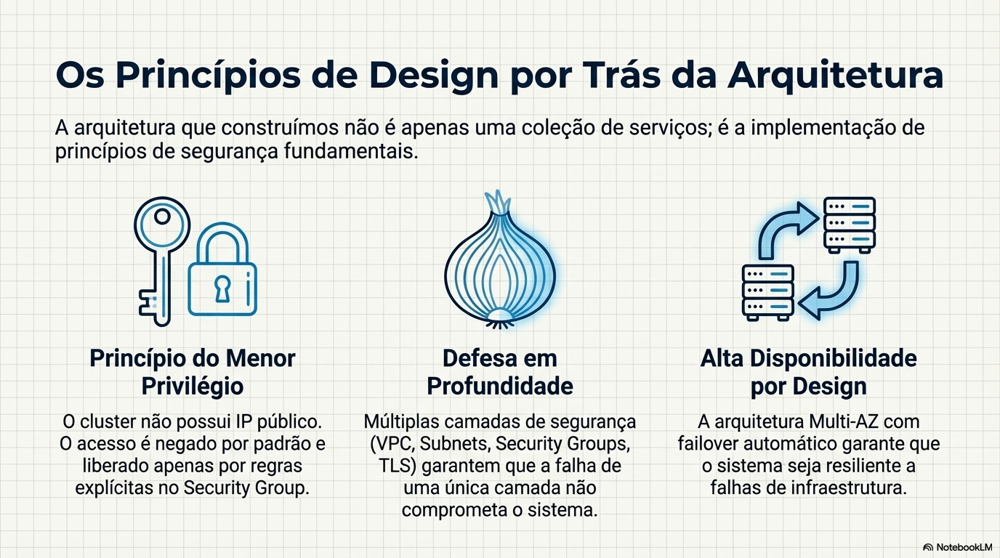 Os Princípios de Design por Trás da Arquitetura
A arquitetura que construímos não é apenas uma coleção de serviços; é a implementação de
princípios de segurança fundamentais.
Princípio do Menor
Privilégio
O cluster não possui IP público.
O acesso é negado por padrão e
liberado apenas por regras
explícitas no Security Group.
Defesa em
Profundidade
Múltiplas camadas de segurança
(VPC, Subnets, Security Groups,
TLS) garantem que a falha de
uma única camada não
comprometa o sistema.
Alta Disponibilidade
por Design
A arquitetura Multi-AZ com
failover automático garante que
o sistema seja resiliente a
falhas de infraestrutura.
NotebookLM